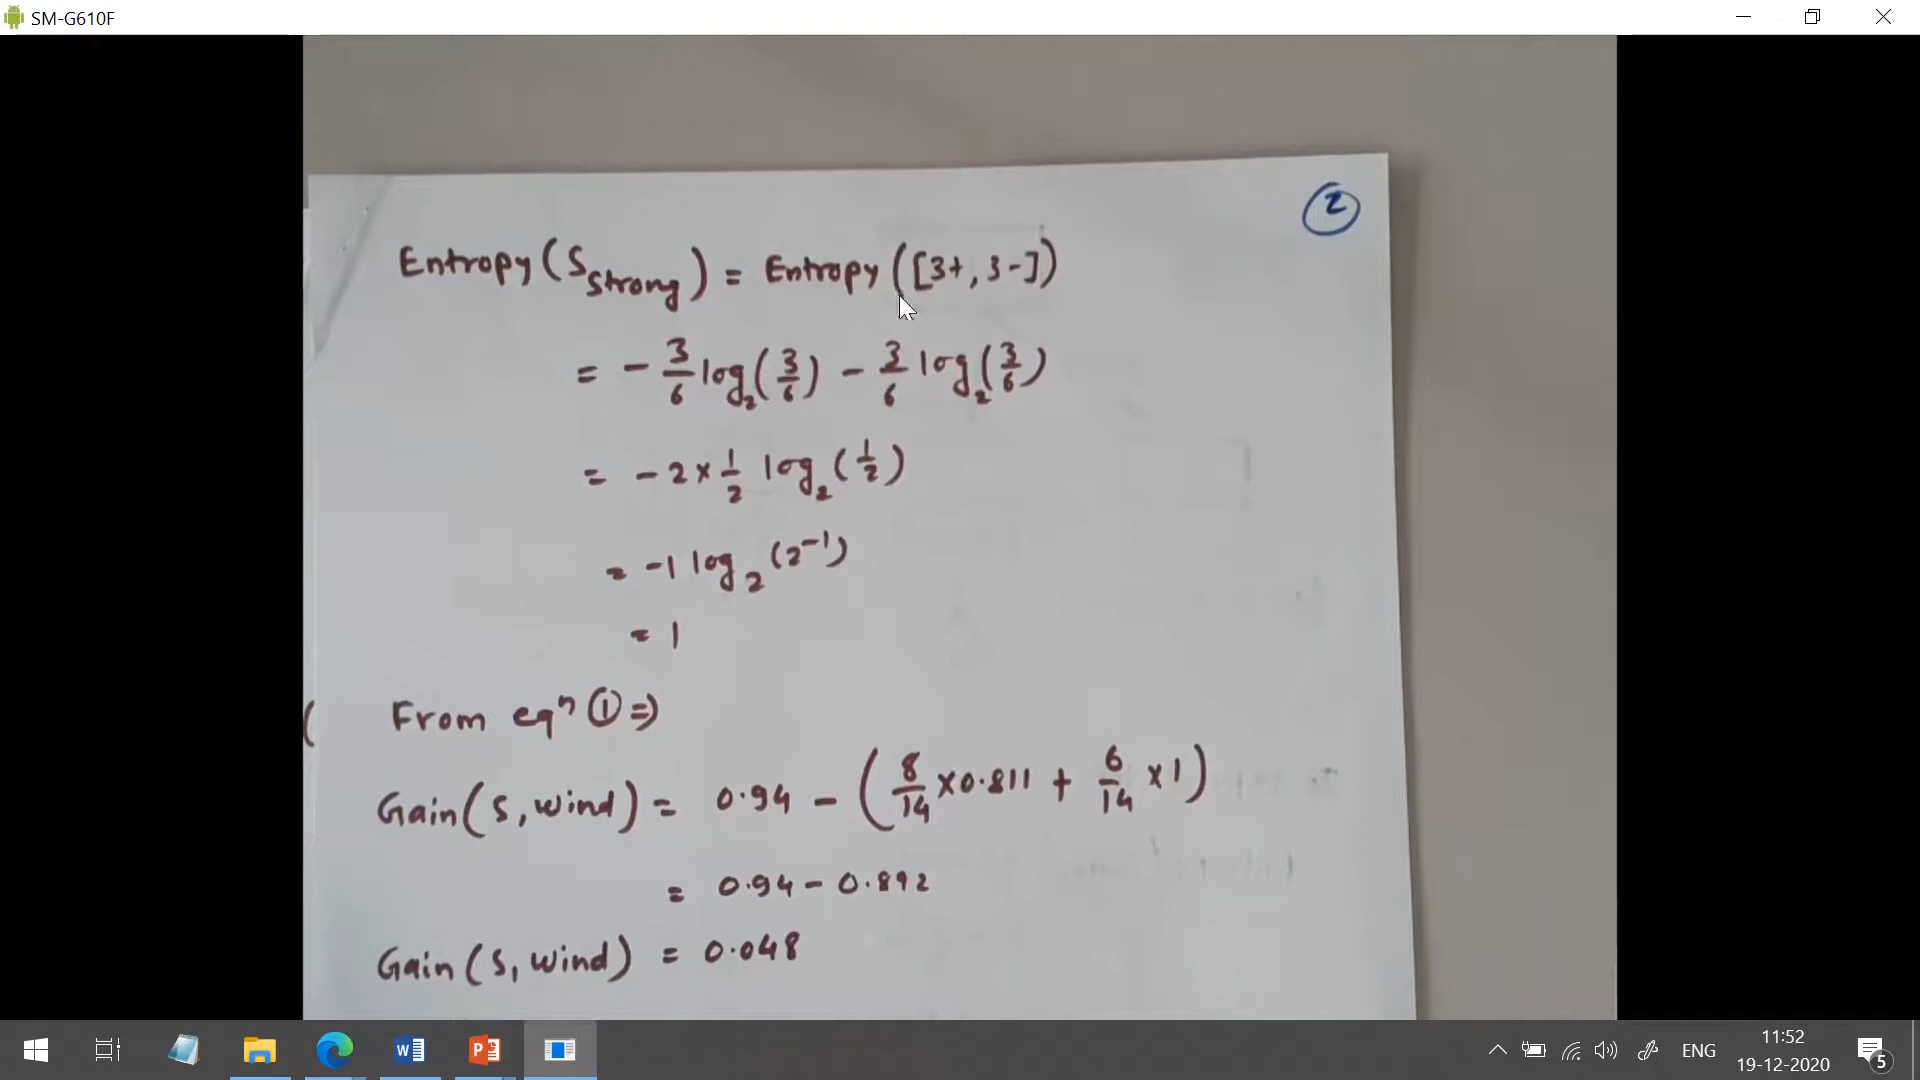 SM-G610F
2
Entropy(S_Strong) = Entropy([3+, 3-])
= - 3/6 log₂(3/6) - 3/6 log₂(3/6)
= - 2 × 1/2 log₂(1/2)
= -1 log₂(2⁻¹)
= 1
( From eqⁿ ① ⇒
Gain(S, Wind) = 0.94 - (8/14 ×0.811 + 6/14 ×1)
= 0.94 - 0.892
Gain(S, Wind) = 0.048
ENG
11:52
19-12-2020
5